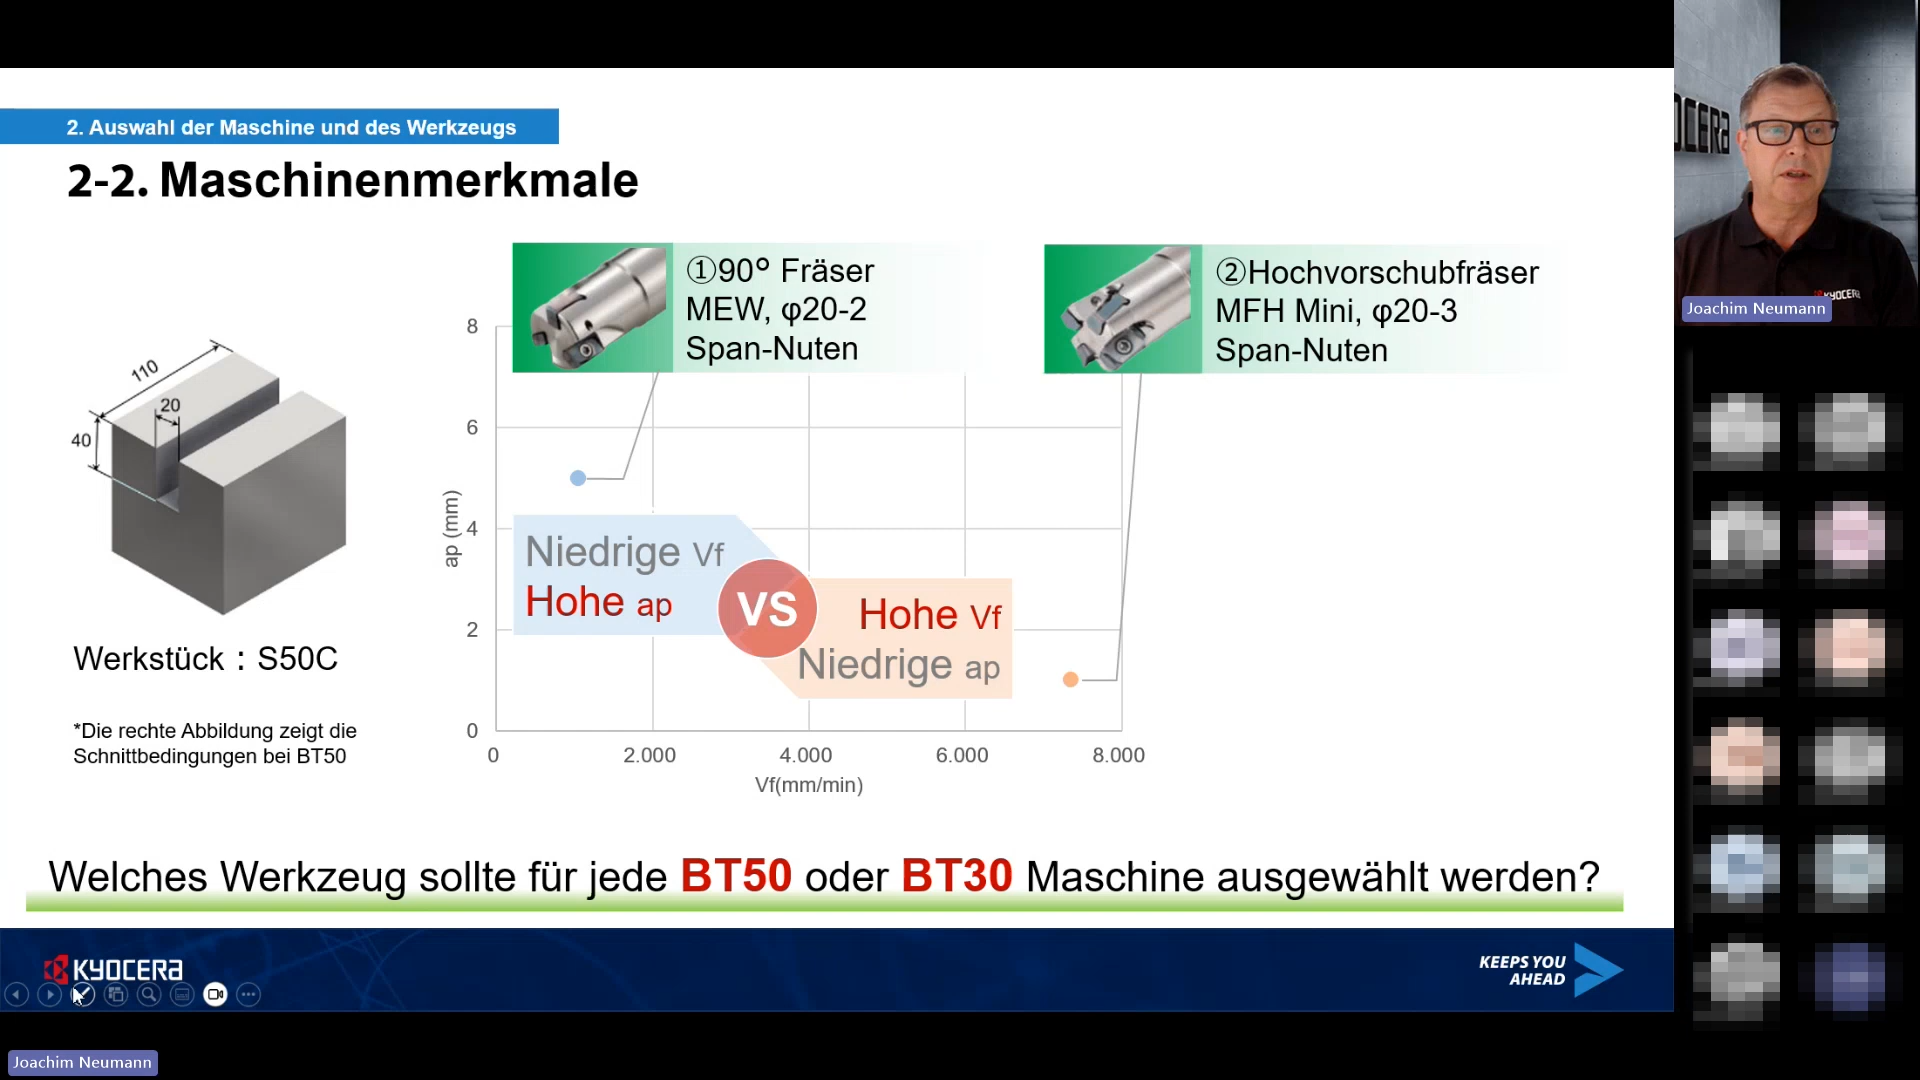 2. Auswahl der Maschine und des Werkzeugs
2-2. Maschinenmerkmale
①90° Fräser
MEW, φ20-2
Span-Nuten
②Hochvorschubfräser
MFH Mini, φ20-3
Span-Nuten
110
20
40
8
6
4
2
0
ap (mm)
0
2.000
4.000
6.000
8.000
Vf(mm/min)
Niedrige Vf
Hohe ap
VS
Hohe Vf
Niedrige ap
Werkstück : S50C
*Die rechte Abbildung zeigt die
Schnittbedingungen bei BT50
Welches Werkzeug sollte für jede BT50 oder BT30 Maschine ausgewählt werden?
KYOCERA
KEEPS YOU
AHEAD
Joachim Neumann
OCERA
KYOCERA
Joachim Neumann